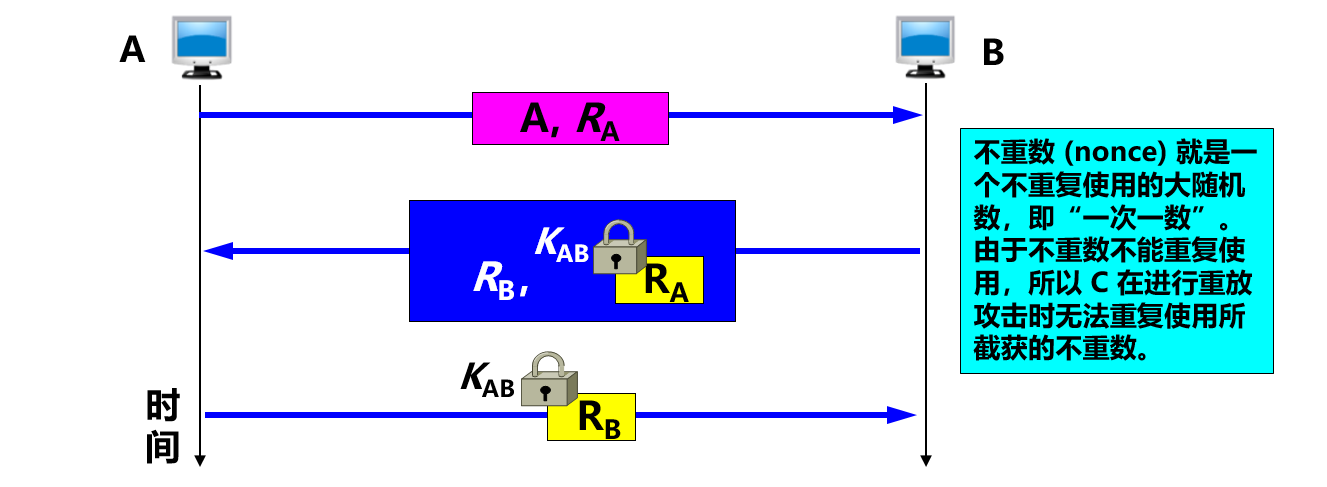 A
B
A, RA
不重数 (nonce) 就是一
个不重复使用的大随机
数，即“一次一数”。
由于不重数不能重复使
用，所以 C 在进行重放
攻击时无法重复使用所
截获的不重数。
KAB
RB, RA
KAB
RB
时
间